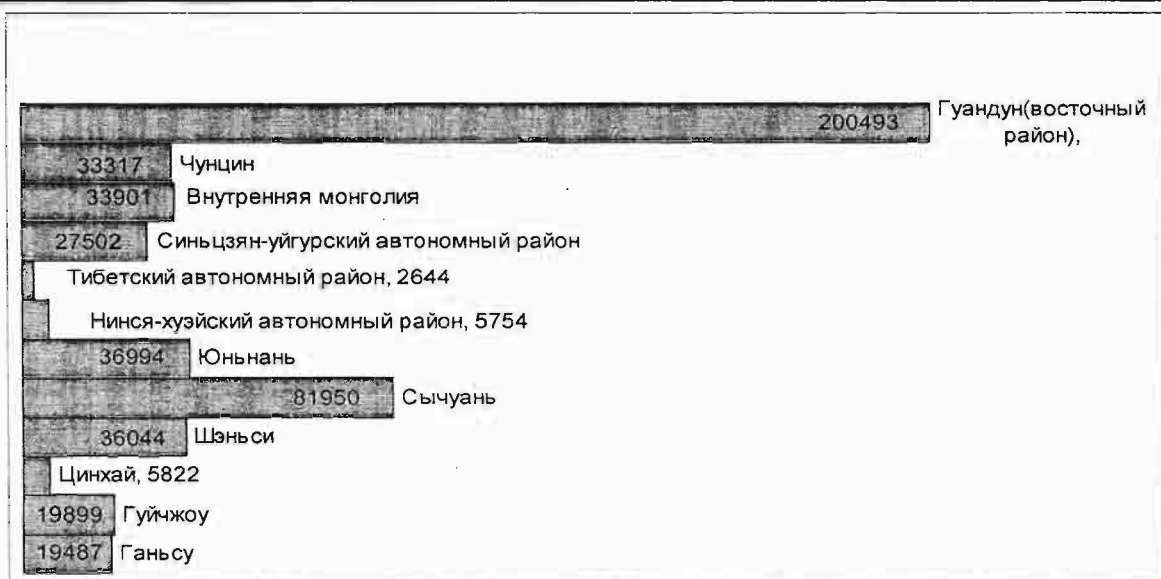 200493 Гуандун(восточный
район),
33317 Чунцин
33901 Внутренняя монголия
27502 Синьцзян-уйгурский автономный район
Тибетский автономный район, 2644
Нинся-хуэйский автономный район, 5754
36994 Юньнань
81950 Сычуань
36044 Шэньси
Цинхай, 5822
19899 Гуйчжоу
19487 Ганьсу